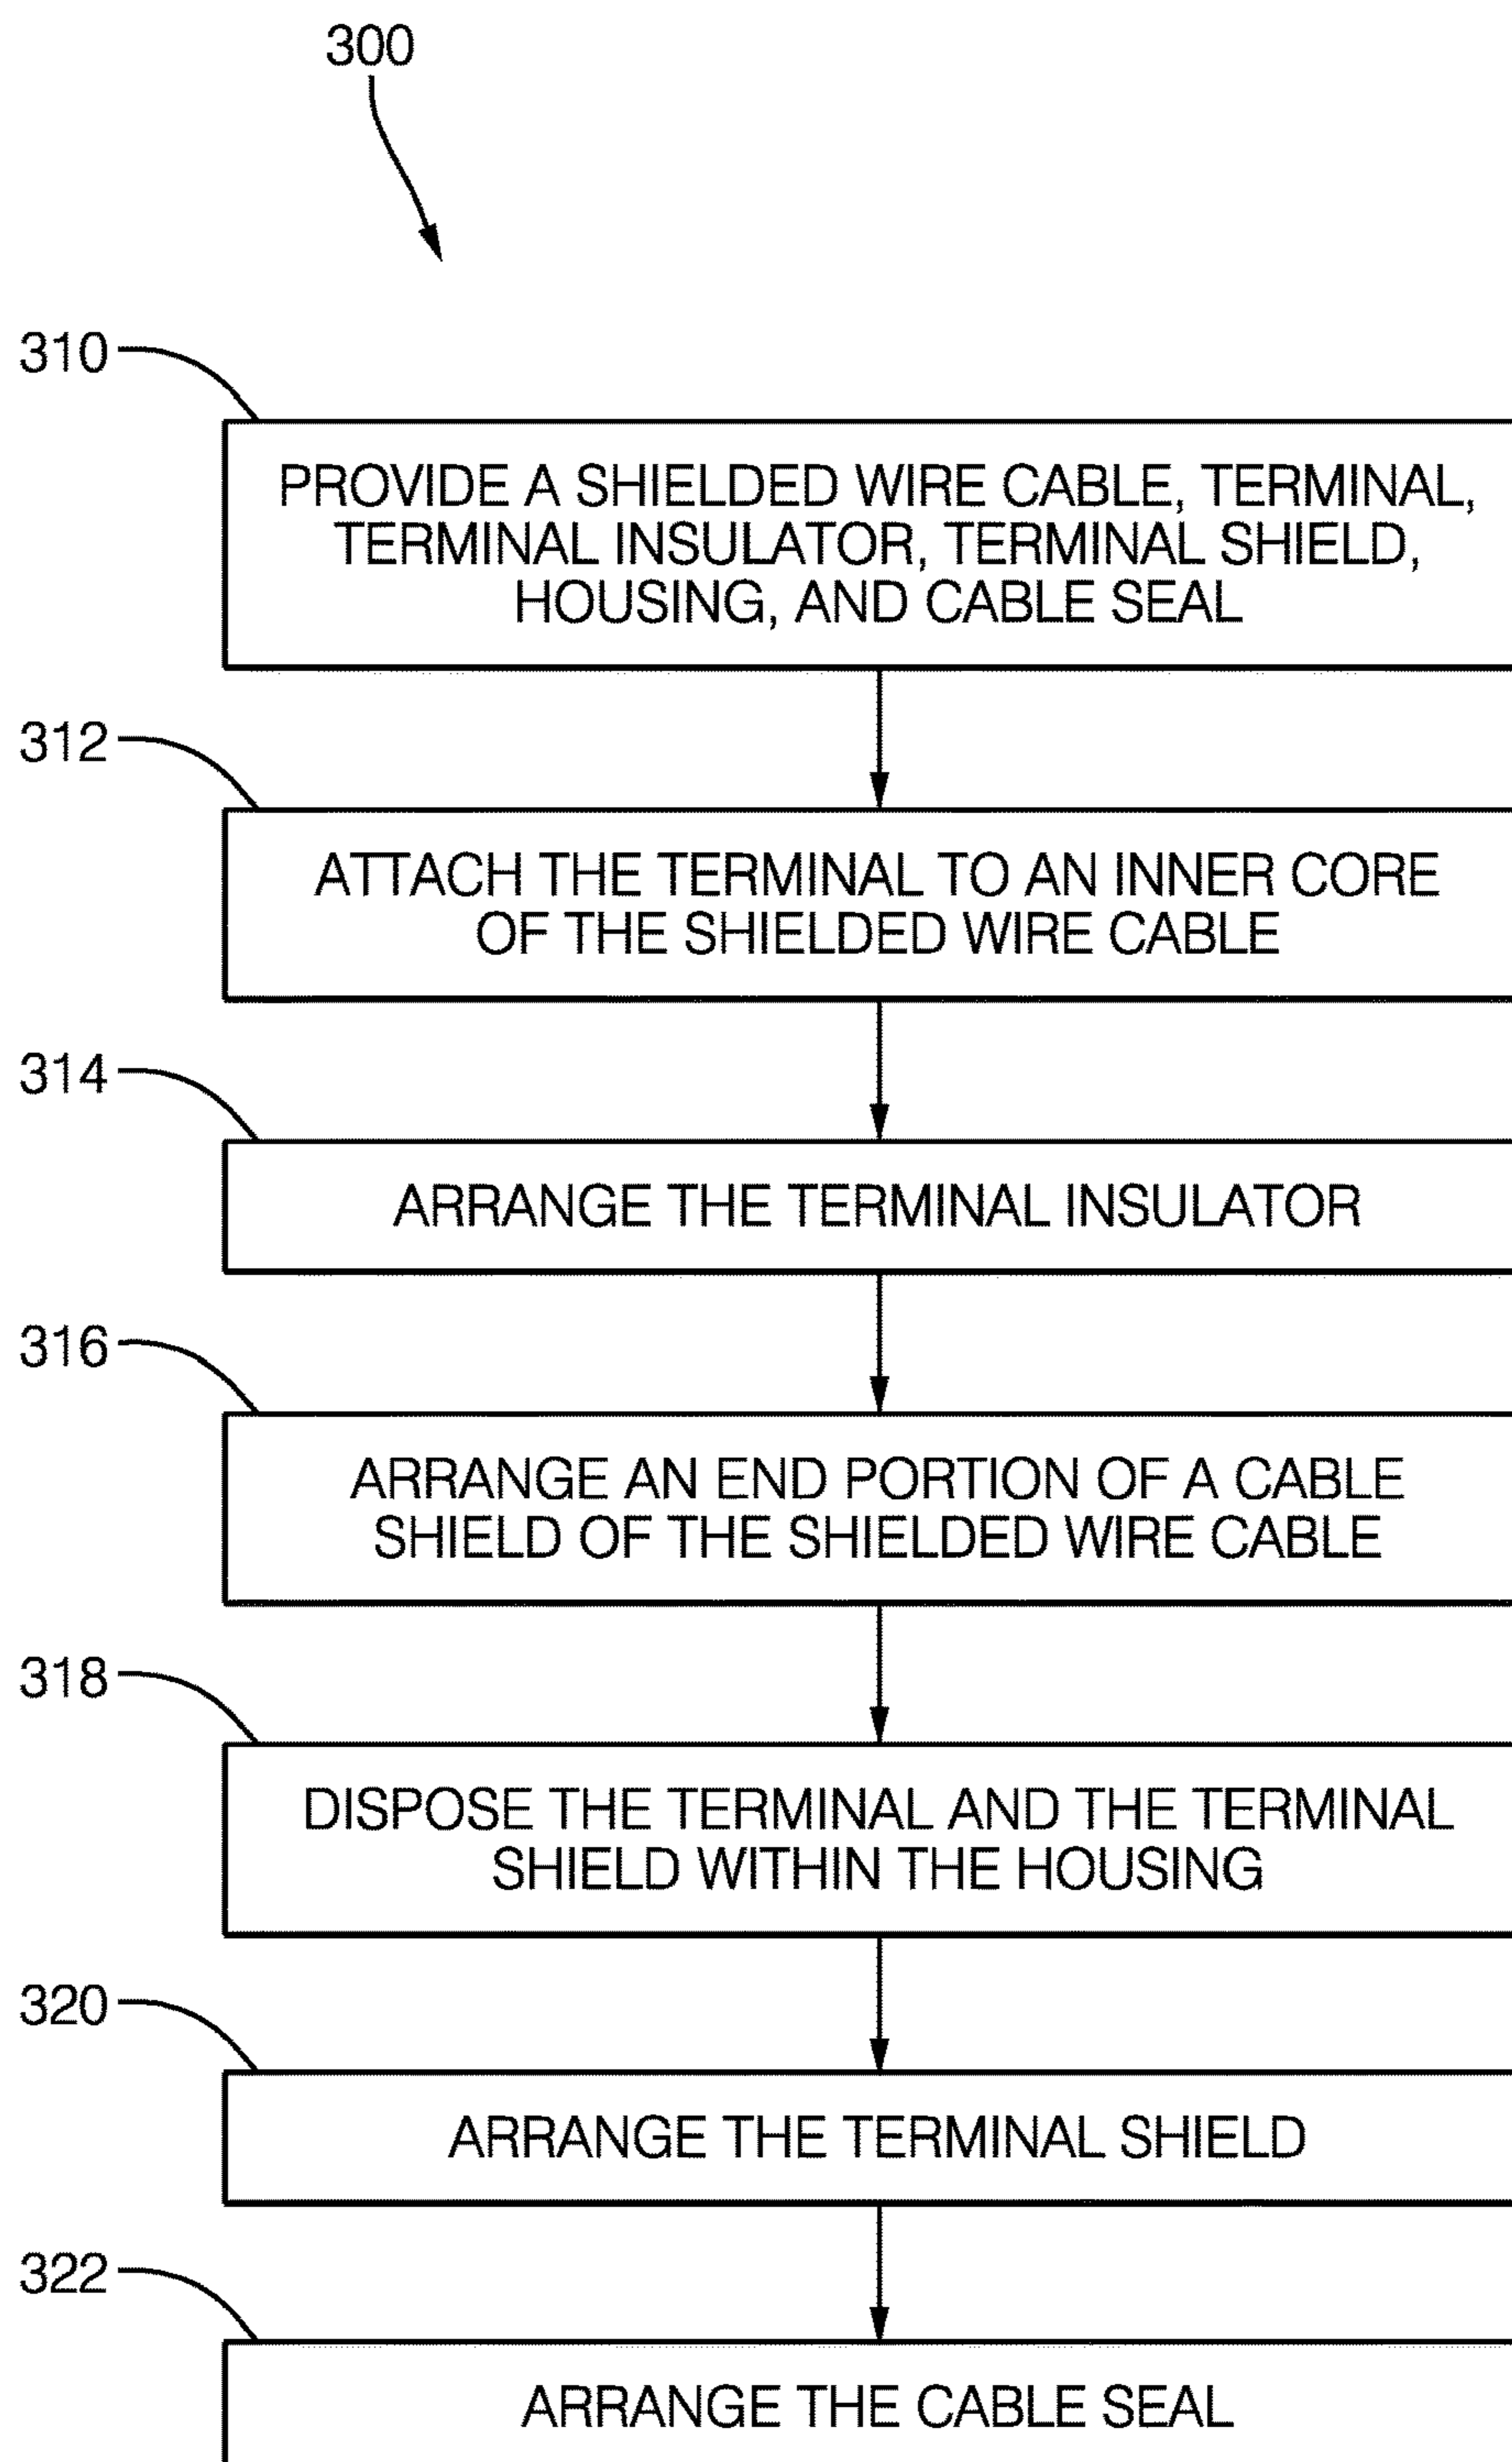 300
310
PROVIDE A SHIELDED WIRE CABLE, TERMINAL,
TERMINAL INSULATOR, TERMINAL SHIELD,
HOUSING, AND CABLE SEAL
312
ATTACH THE TERMINAL TO AN INNER CORE
OF THE SHIELDED WIRE CABLE
314
ARRANGE THE TERMINAL INSULATOR
316
ARRANGE AN END PORTION OF A CABLE
SHIELD OF THE SHIELDED WIRE CABLE
318
DISPOSE THE TERMINAL AND THE TERMINAL
SHIELD WITHIN THE HOUSING
320
ARRANGE THE TERMINAL SHIELD
322
ARRANGE THE CABLE SEAL